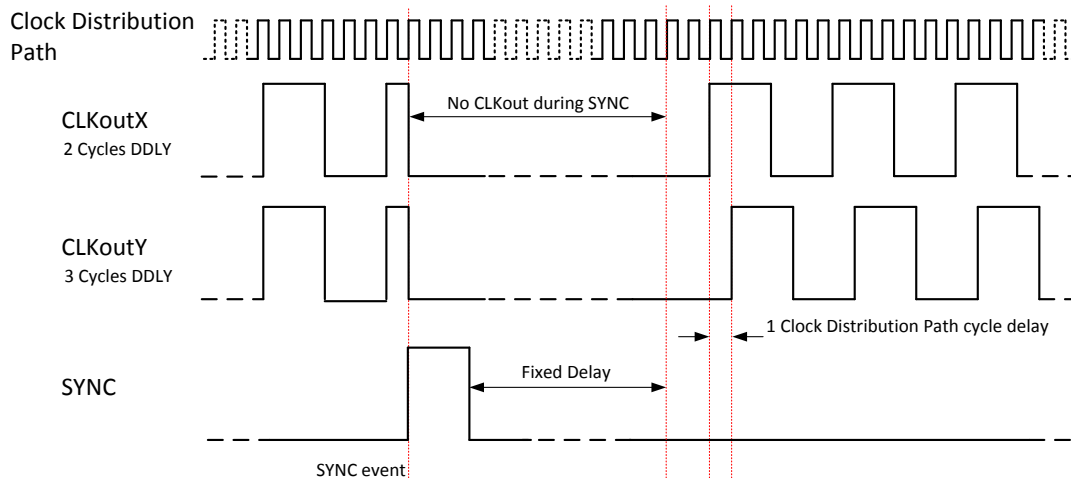 Clock Distribution
Path
No CLKout during SYNC
CLKoutX
2 Cycles DDLY
CLKoutY
3 Cycles DDLY
1 Clock Distribution Path cycle delay
Fixed Delay
SYNC
SYNC event